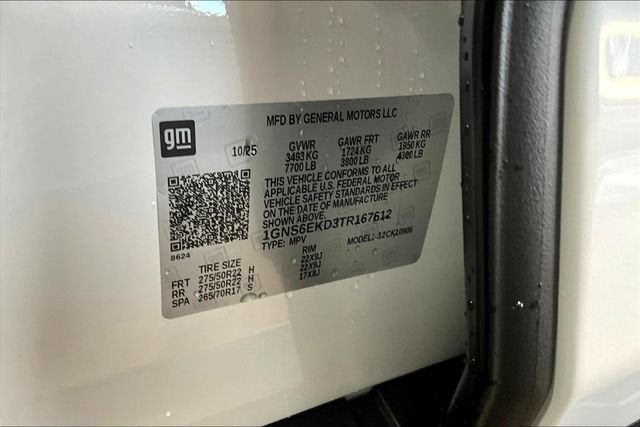 gm
MFD BY GENERAL MOTORS LLC
10/25
GVWR GAWR FRT GAWR RR
3493 KG 1724 KG 1950 KG
7700 LB 3800 LB 4300 LB
THIS VEHICLE CONFORMS TO ALL
APPLICABLE U.S. FEDERAL MOTOR
VEHICLE SAFETY STANDARDS IN EFFECT
ON THE DATE OF MANUFACTURE
SHOWN ABOVE.
1GNS6EKD3TR167612
TYPE: MPV MODEL: 32CK10906
8624
TIRE SIZE RIM
FRT 275/50R22 H 22X9J
RR 275/50R22 H 22X9J
SPA 265/70R17 S 17X8J